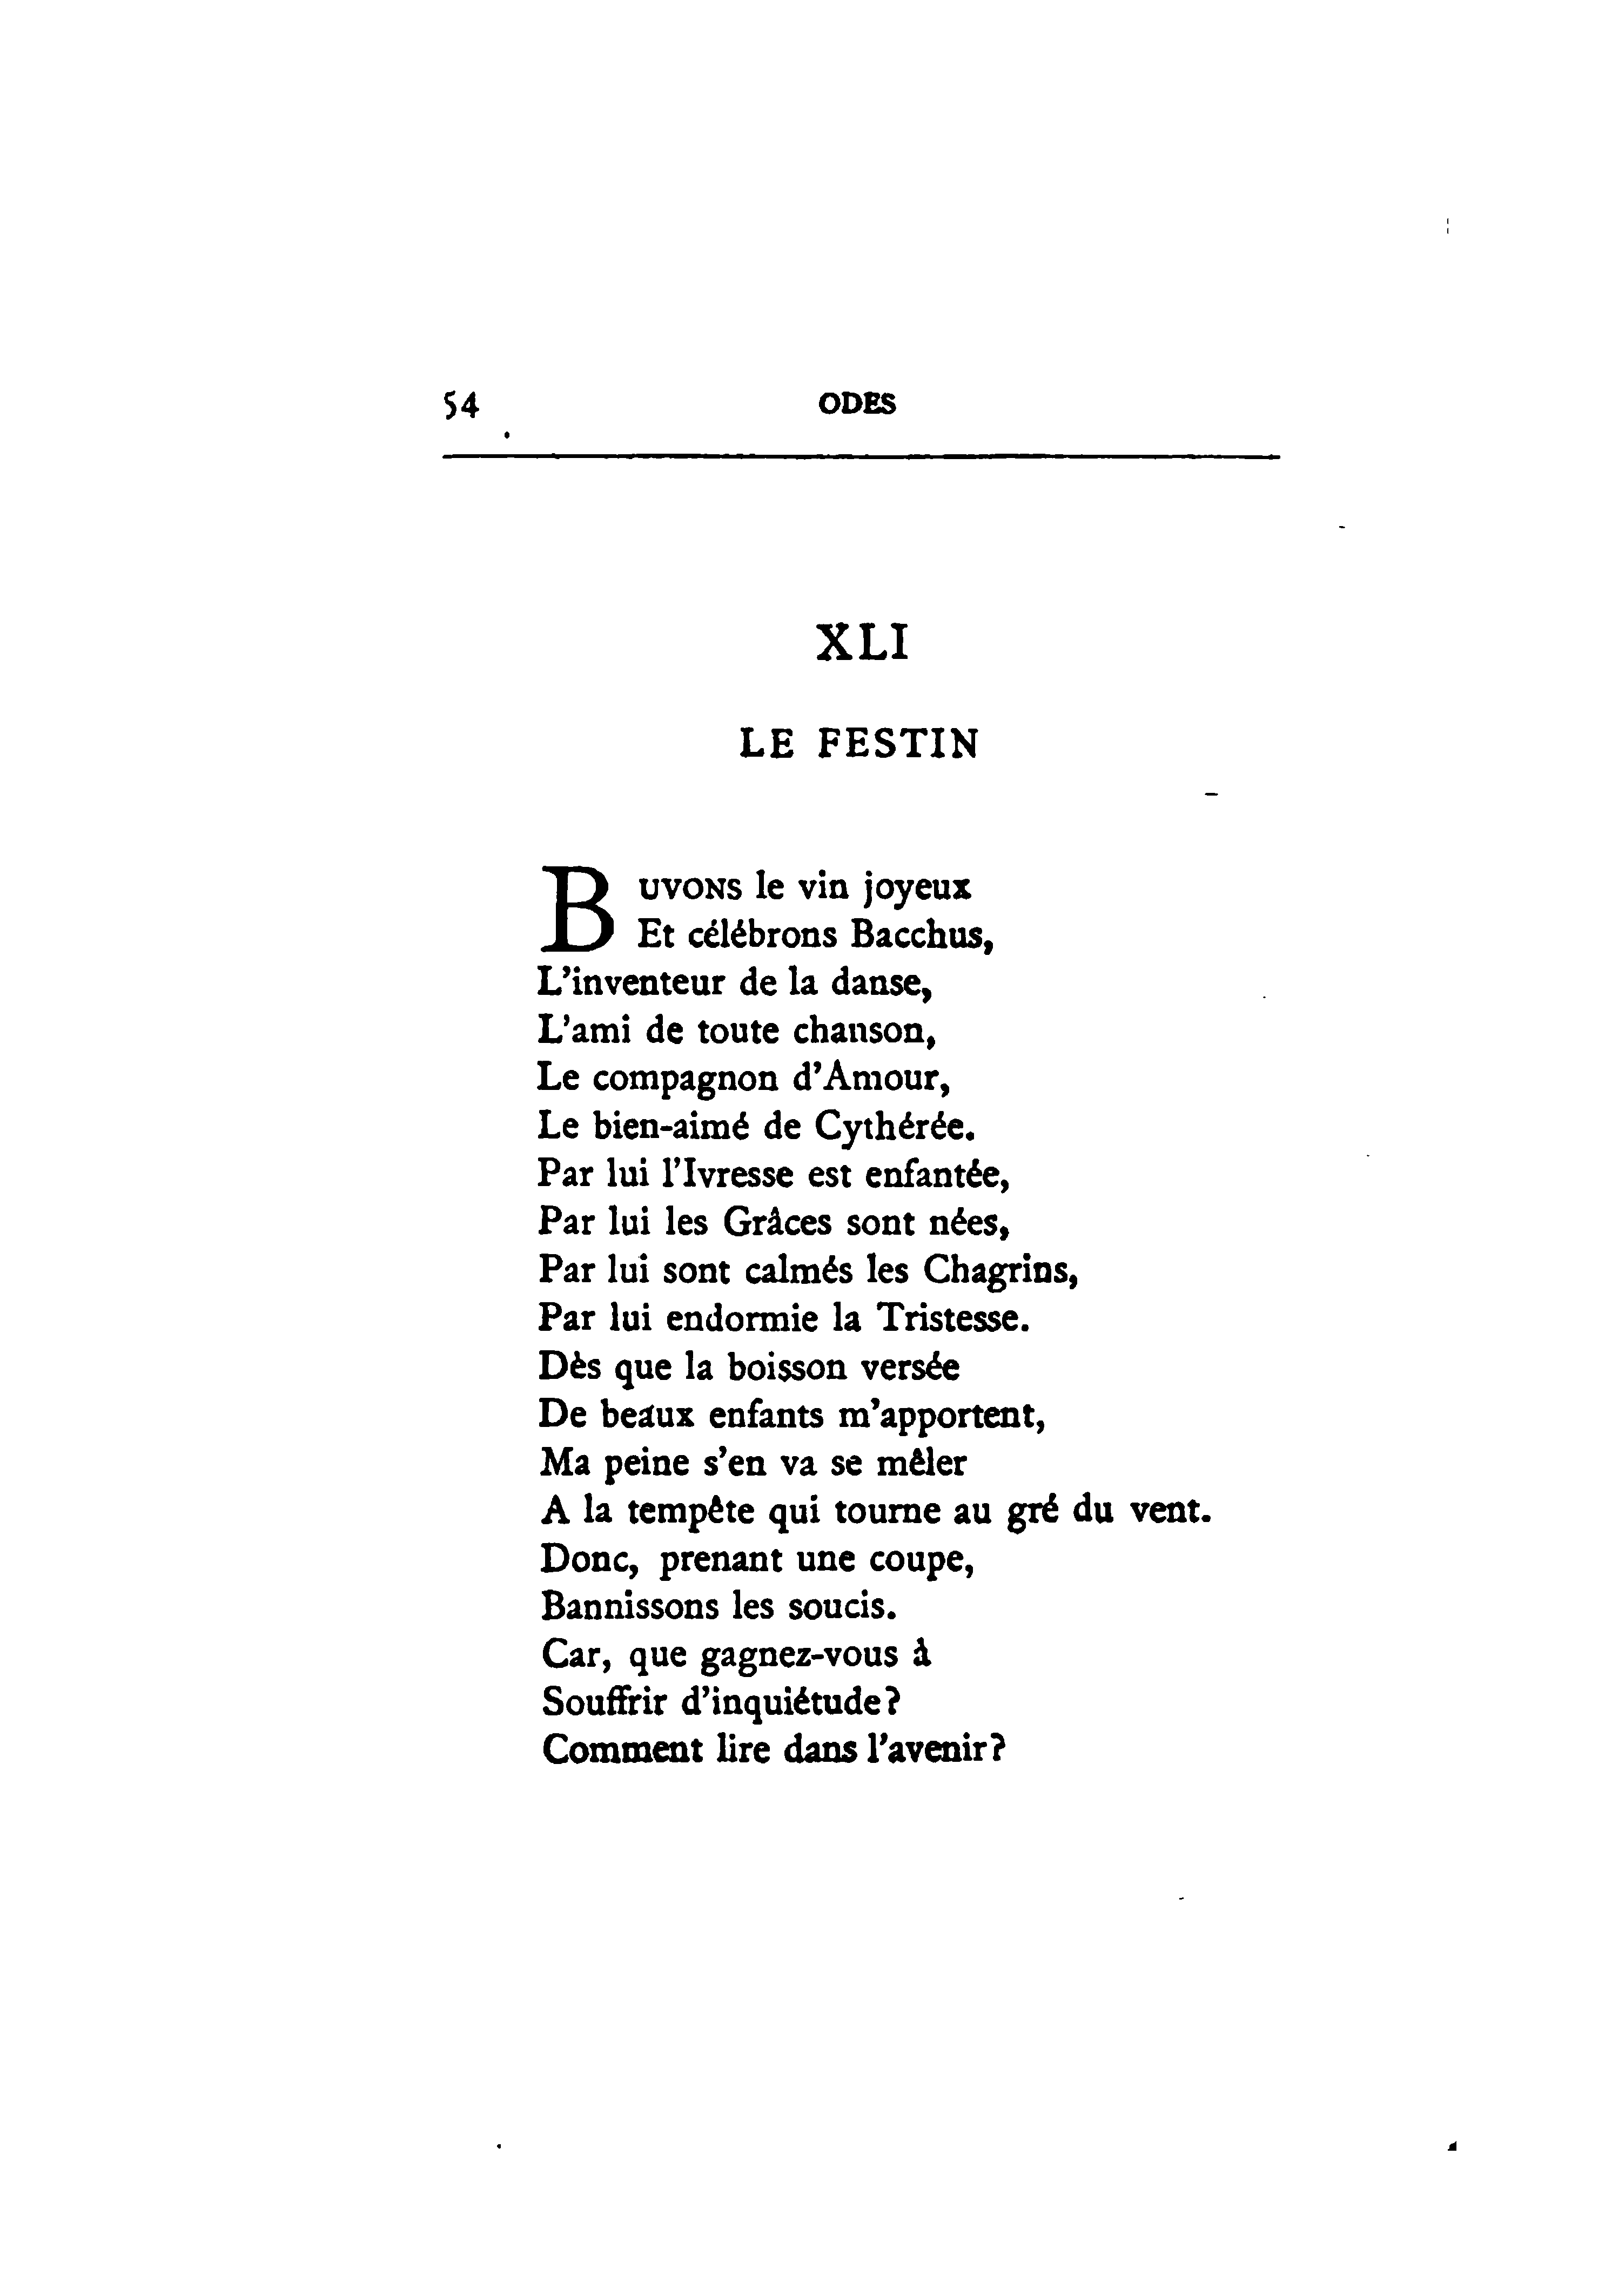 54 ODES
XLI
LE FESTIN
BUVONS le vin joyeux
Et célébrons Bacchus,
L'inventeur de la danse,
L'ami de toute chanson,
Le compagnon d'Amour,
Le bien-aimé de Cythérée.
Par lui l'Ivresse est enfantée,
Par lui les Grâces sont nées,
Par lui sont calmés les Chagrins,
Par lui endormie la Tristesse.
Dès que la boisson versée
De beaux enfants m'apportent,
Ma peine s'en va se mêler
A la tempête qui tourne au gré du vent.
Donc, prenant une coupe,
Bannissons les soucis.
Car, que gagnez-vous à
Souffrir d'inquiétude?
Comment lire dans l'avenir?